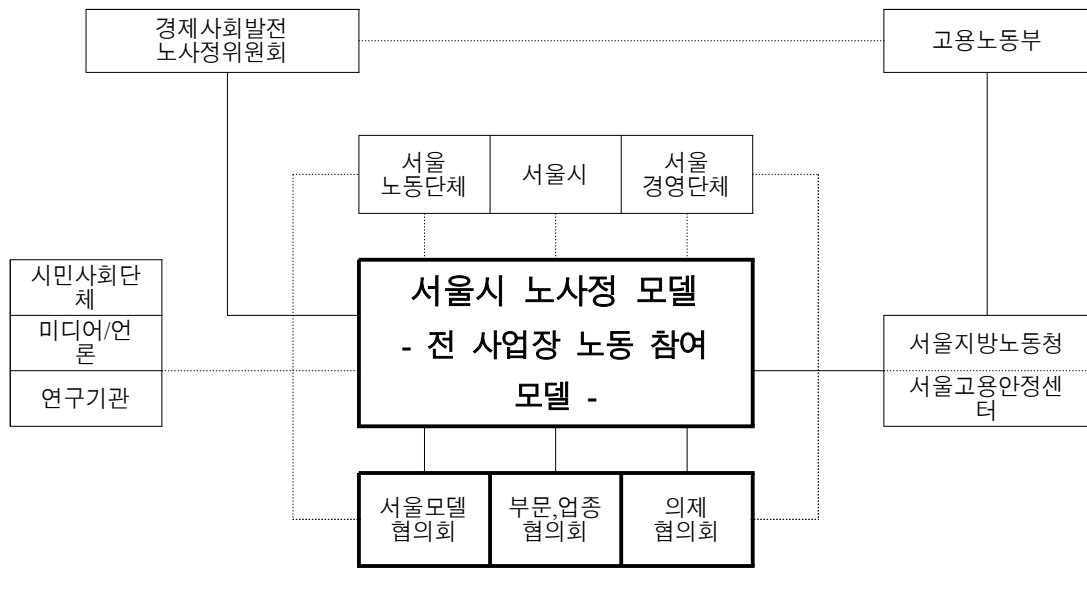 경제사회발전
노사정위원회
고용노동부
서울
노동단체
서울시
서울
경영단체
시민사회단
체
미디어/언
론
연구기관
서울시 노사정 모델
- 전 사업장 노동 참여
모델 -
서울지방노동청
서울고용안정센
터
서울모델
협의회
부문,업종
협의회
의제
협의회